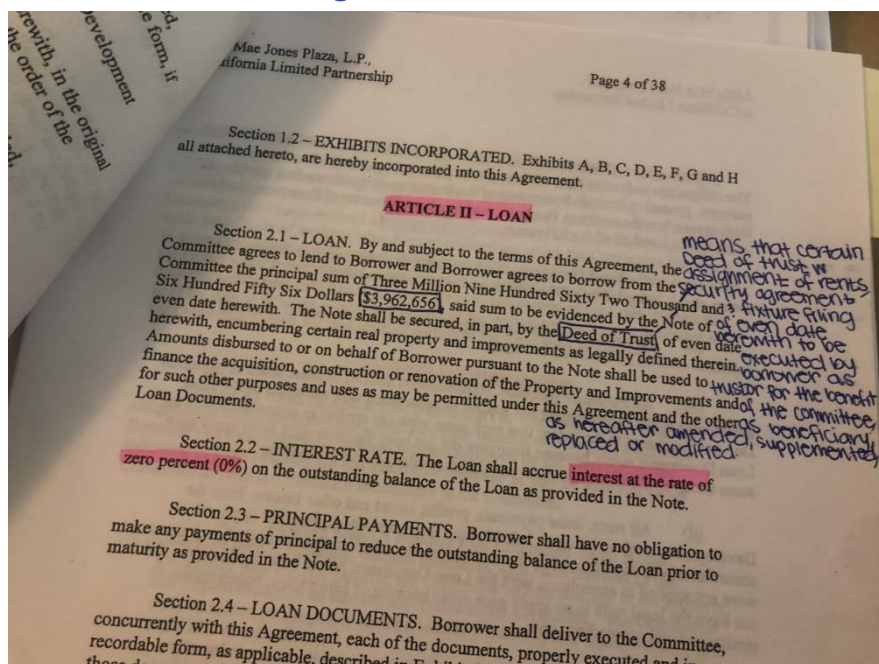 ed,
e form, if
evelopment
rewith, in the original
he order of the
Mae Jones Plaza, L.P.,
ifornia Limited Partnership
Page 4 of 38
Section 1.2 – EXHIBITS INCORPORATED. Exhibits A, B, C, D, E, F, G and H
all attached hereto, are hereby incorporated into this Agreement.
ARTICLE II – LOAN
Section 2.1 – LOAN. By and subject to the terms of this Agreement, the
Committee agrees to lend to Borrower and Borrower agrees to borrow from the
Committee the principal sum of Three Million Nine Hundred Sixty Two Thousand and
Six Hundred Fifty Six Dollars $3,962,656, said sum to be evidenced by the Note of
even date herewith. The Note shall be secured, in part, by the Deed of Trust of even date
herewith, encumbering certain real property and improvements as legally defined therein.
Amounts disbursed to or on behalf of Borrower pursuant to the Note shall be used to
finance the acquisition, construction or renovation of the Property and Improvements and
for such other purposes and uses as may be permitted under this Agreement and the other
Loan Documents.
means that certain
Deed of trust w
assignment of rents,
security agreement
& fixture filing
of even date
herewith to be
executed by
borrower as
trustor for the benefit
of the committee,
as beneficiary,
as hereafter amended, supplemented,
replaced or modified.
Section 2.2 – INTEREST RATE. The Loan shall accrue interest at the rate of
zero percent (0%) on the outstanding balance of the Loan as provided in the Note.
Section 2.3 – PRINCIPAL PAYMENTS. Borrower shall have no obligation to
make any payments of principal to reduce the outstanding balance of the Loan prior to
maturity as provided in the Note.
Section 2.4 – LOAN DOCUMENTS. Borrower shall deliver to the Committee,
concurrently with this Agreement, each of the documents, properly executed and in
recordable form, as applicable, described in